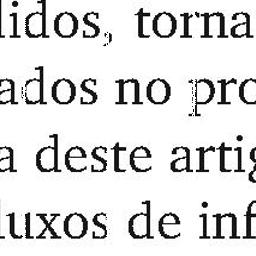 lidos, torna
ados no pro
a deste artig
luxos de inf